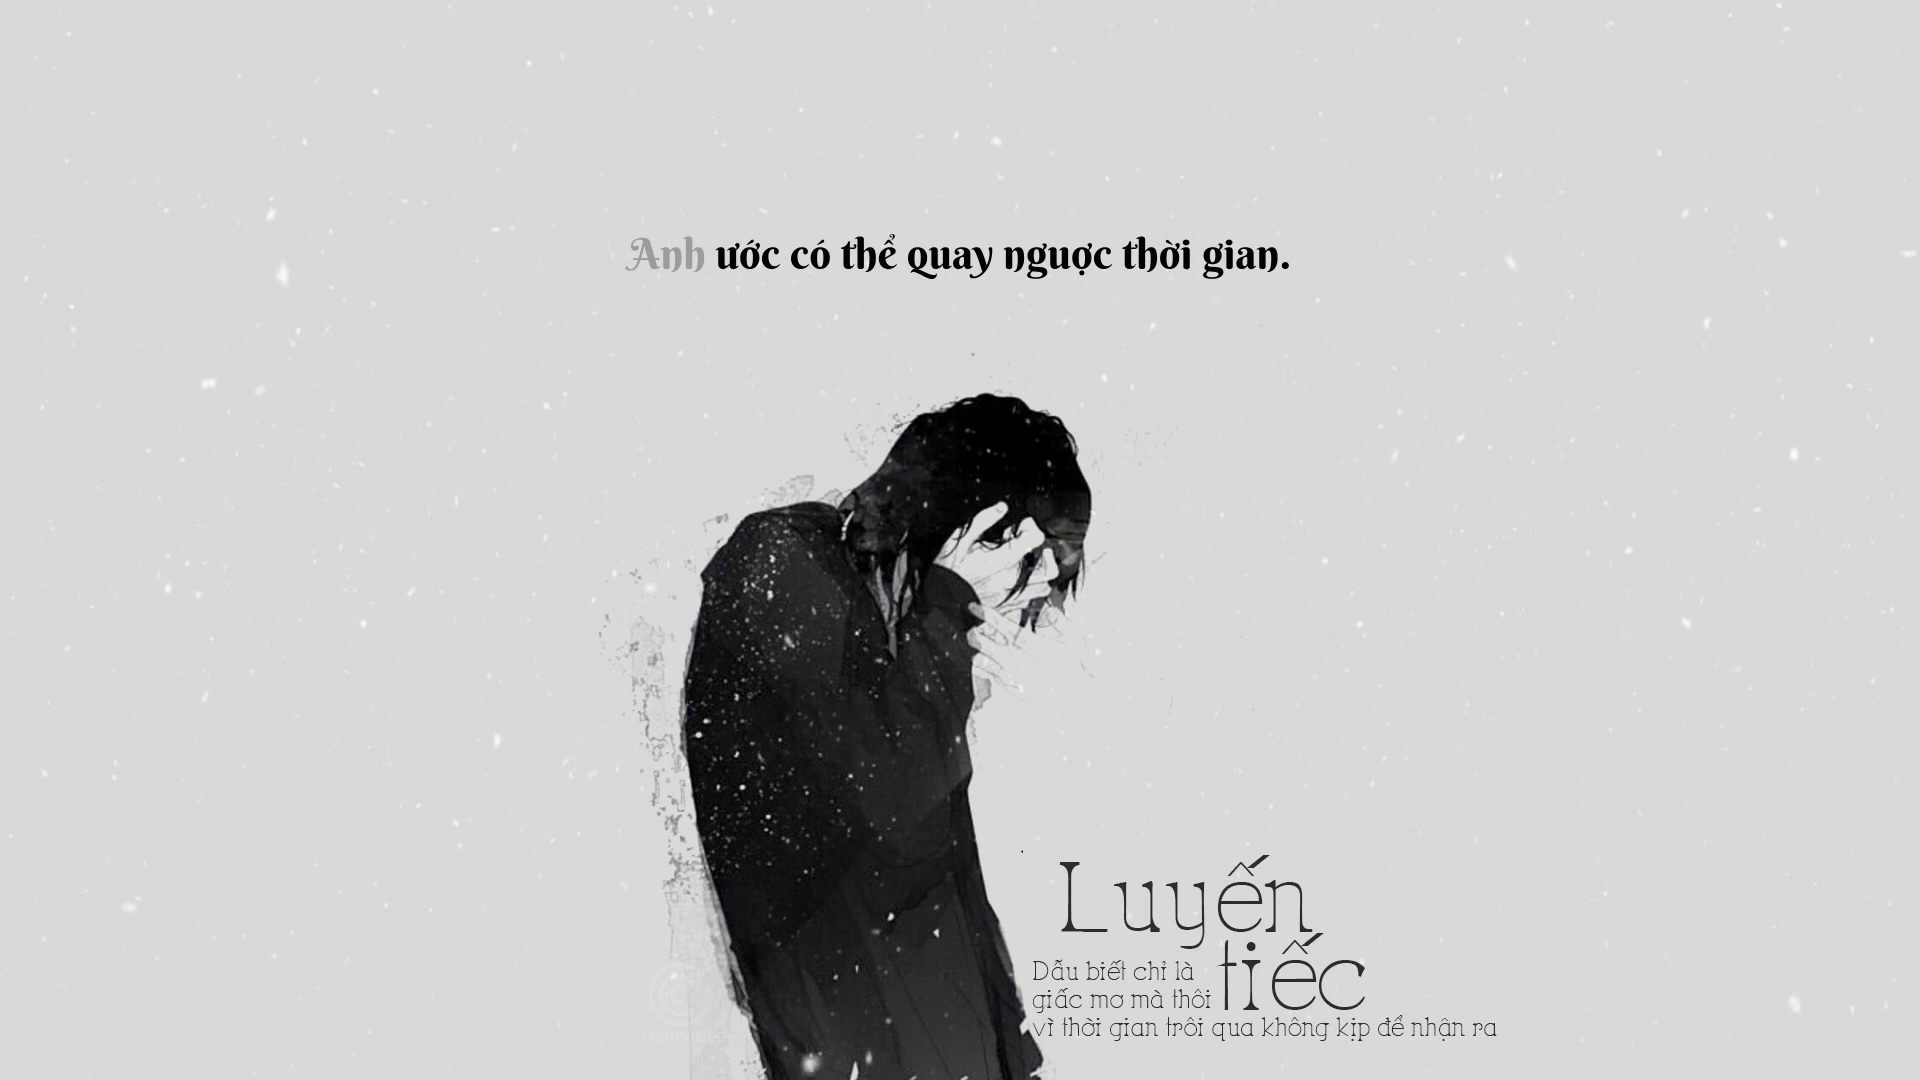 Anh ước có thể quay nguợc thời gian.
Luyến
tiếc
Dẫu biết chỉ là
giấc mơ mà thôi
vì thời gian trôi qua không kịp để nhận ra